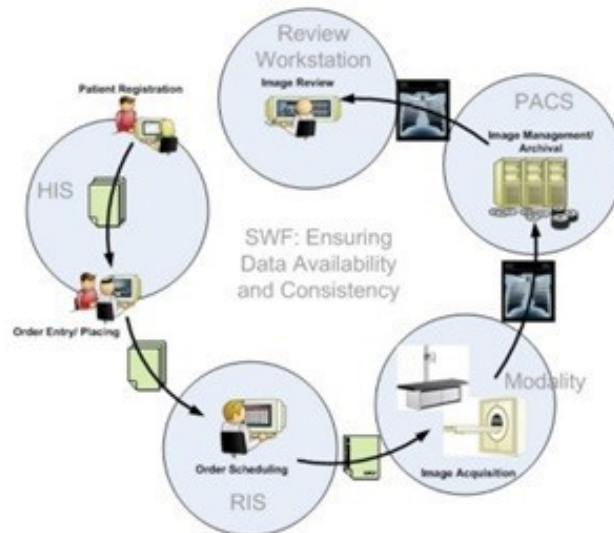 Review
Workstation
Image Review
Patient Registration
PACS
Image Management/
Archival
HIS
SWF: Ensuring
Data Availability
and Consistency
Order Entry/ Placing
Modality
Order Scheduling
Image Acquisition
RIS